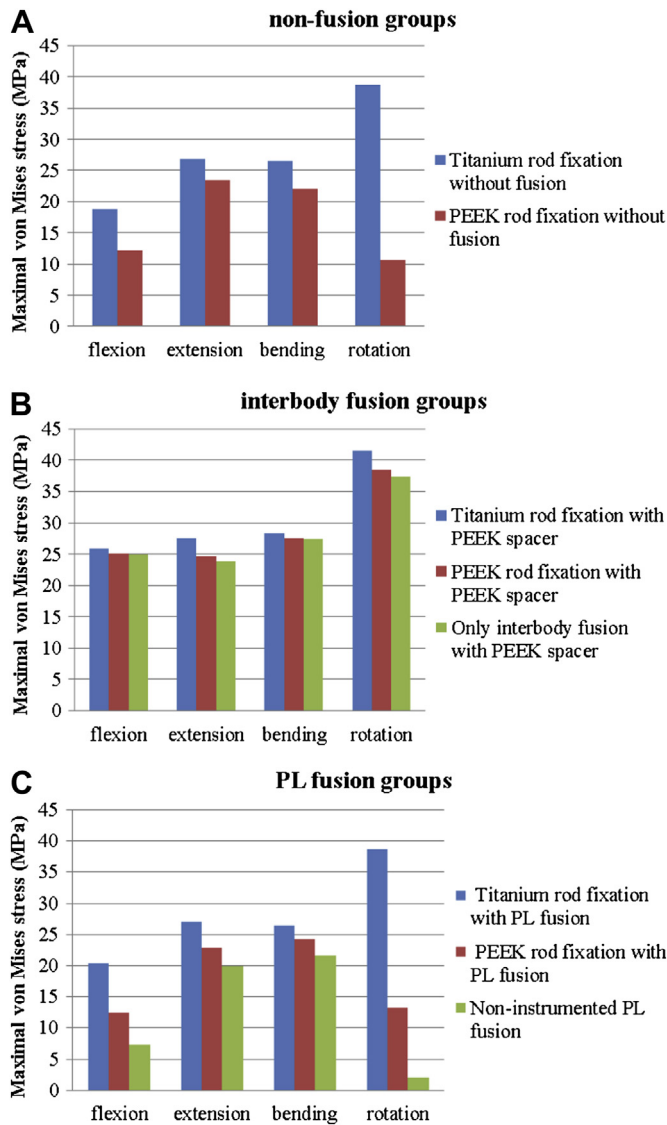 A
non-fusion groups
Maximal von Mises stress (MPa)
45
40
35
30
25
20
15
10
5
0
flexion extension bending rotation
Titanium rod fixation
without fusion
PEEK rod fixation without
fusion
B
interbody fusion groups
Maximal von Mises stress (MPa)
45
40
35
30
25
20
15
10
5
0
flexion extension bending rotation
Titanium rod fixation with
PEEK spacer
PEEK rod fixation with
PEEK spacer
Only interbody fusion
with PEEK spacer
C
PL fusion groups
Maximal von Mises stress (MPa)
45
40
35
30
25
20
15
10
5
0
flexion extension bending rotation
Titanium rod fixation
with PL fusion
PEEK rod fixation with
PL fusion
Non-instrumented PL
fusion